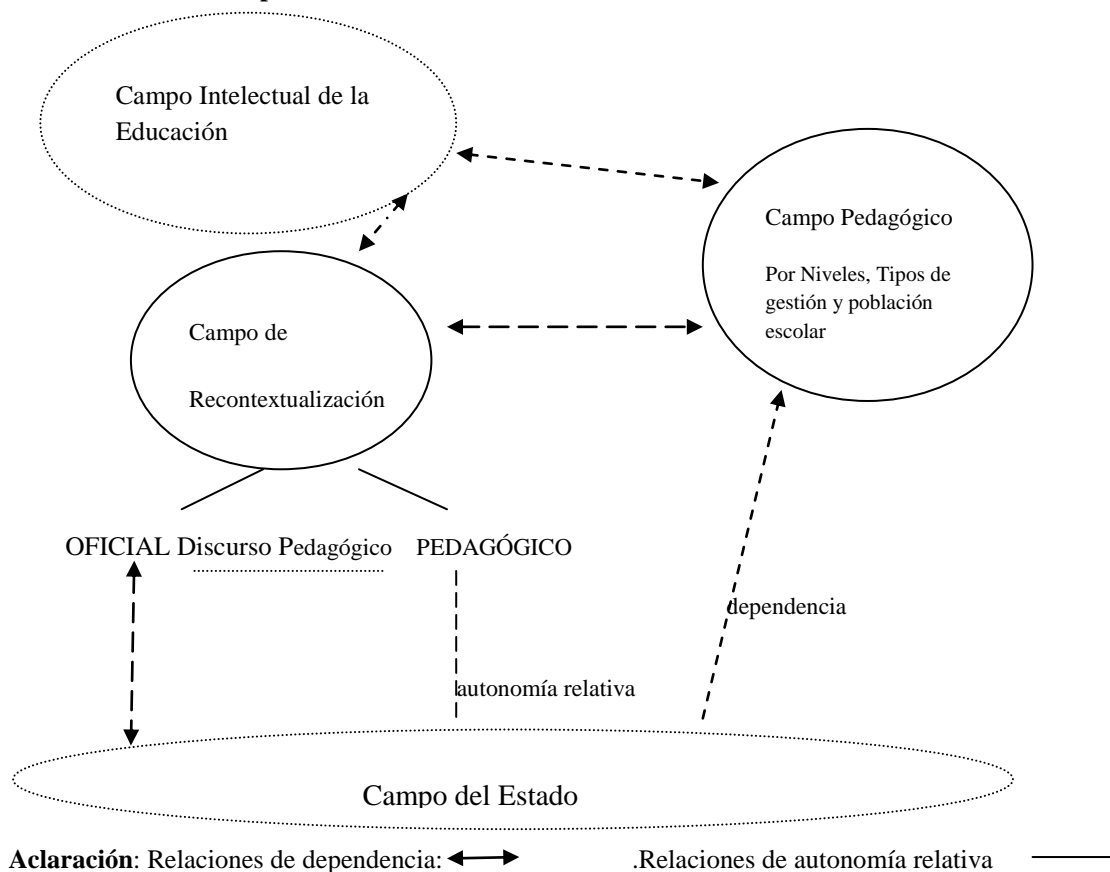 Campo Intelectual de la
Educación
Campo Pedagógico
Por Niveles, Tipos de
gestión y población
escolar
Campo de
Recontextualización
OFICIAL Discurso Pedagógico PEDAGÓGICO
dependencia
autonomía relativa
Campo del Estado
Aclaración: Relaciones de dependencia: .Relaciones de autonomía relativa